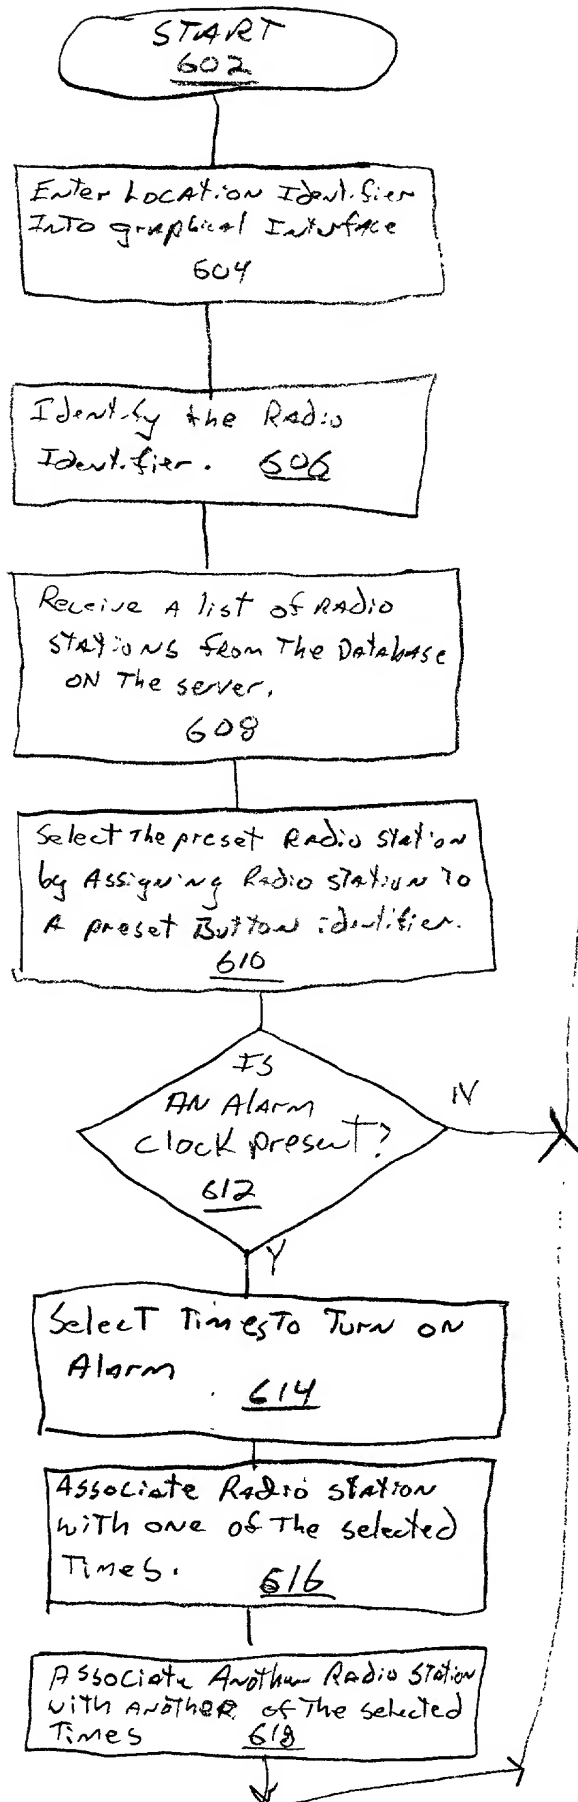 START
602
Enter Location Identifier
Into graphical Interface
604
Identify the Radio
Identifier. 606
Receive A list of Radio
stations from The Database
on The server.
608
Select The preset Radio station
by Assigning Radio station To
A preset Button identifier.
610
Is
AN Alarm
clock present?
612
N
Y
Select Times To Turn on
Alarm
614
Associate Radio station
with one of The selected
Times. 616
Associate Another Radio station
with Another of The selected
Times 618